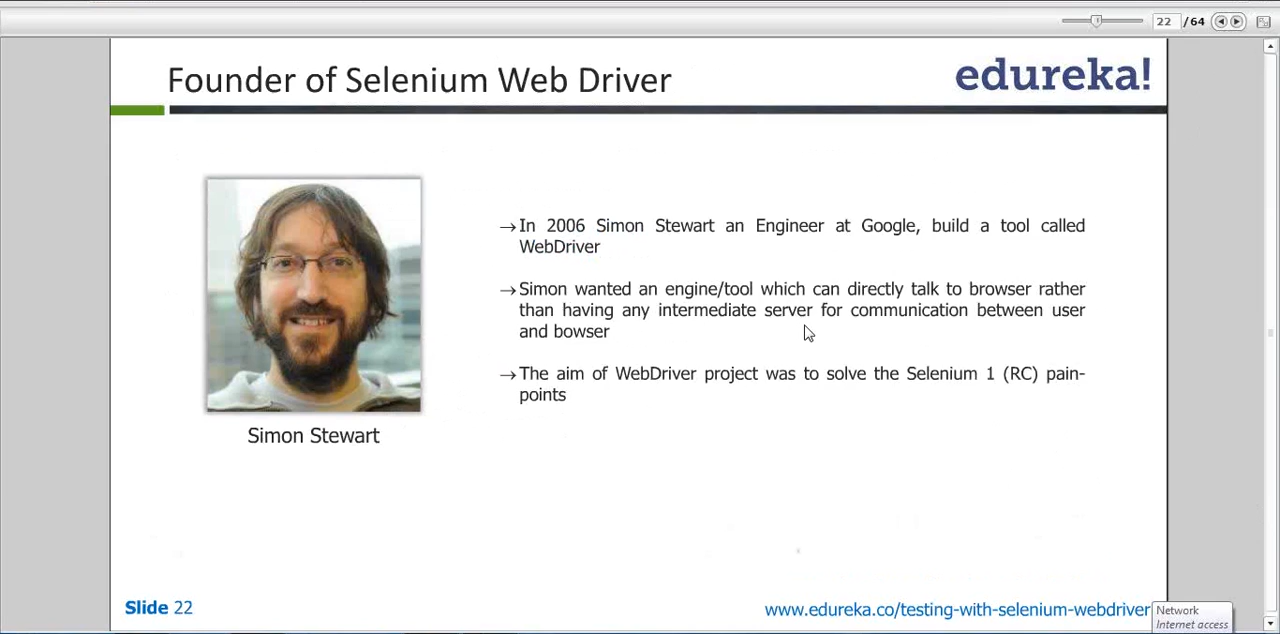 22 /64
Founder of Selenium Web Driver
edureka!
→In 2006 Simon Stewart an Engineer at Google, build a tool called
WebDriver
→Simon wanted an engine/tool which can directly talk to browser rather
than having any intermediate server for communication between user
and bowser
→The aim of WebDriver project was to solve the Selenium 1 (RC) pain-
points
Simon Stewart
Slide 22
www.edureka.co/testing-with-selenium-webdriver
Network
Internet access